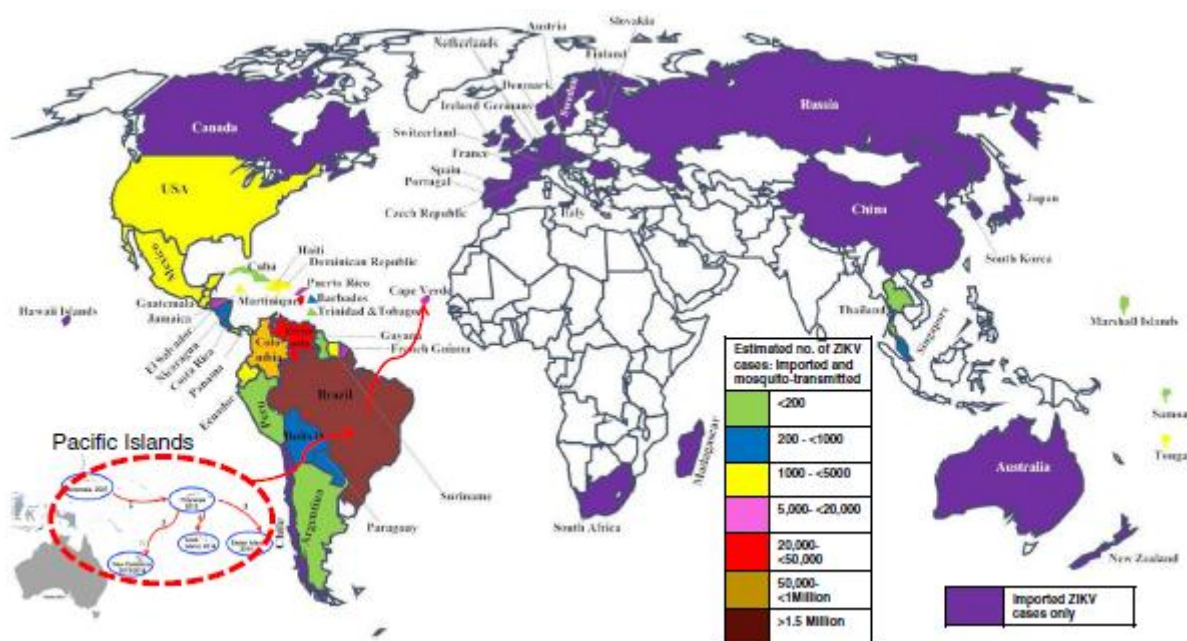 Austria
Slovakia
Netherlands
Finland
Denmark
Sweden
Ireland Germany
Russia
Canada
Switzerland
France
Spain
Portugal
USA
Czech Republic
Italy
China
Japan
South Korea
Mexico
Haiti
Cuba
Dominican Republic
Puerto Rico
Cape Verde
Martinique
Barbados
Guatemala
Jamaica
Trinidad & Tobago
Hawaii Islands
Thailand
Singapore
Marshall Islands
El Salvador
Nicaragua
Costa Rica
Panama
Guyana
French Guinea
Colombia
Ecuador
Brazil
Peru
Bolivia
Samoa
Tonga
Madagascar
Australia
Pacific Islands
Suriname
Argentina
Paraguay
Chile
South Africa
New Zealand
Estimated no. of ZIKV
cases: Imported and
mosquito-transmitted
<200
200 - <1000
1000 - <5000
5,000- <20,000
20,000-
<50,000
50,000-
<1Million
>1.5 Million
Imported ZIKV
cases only